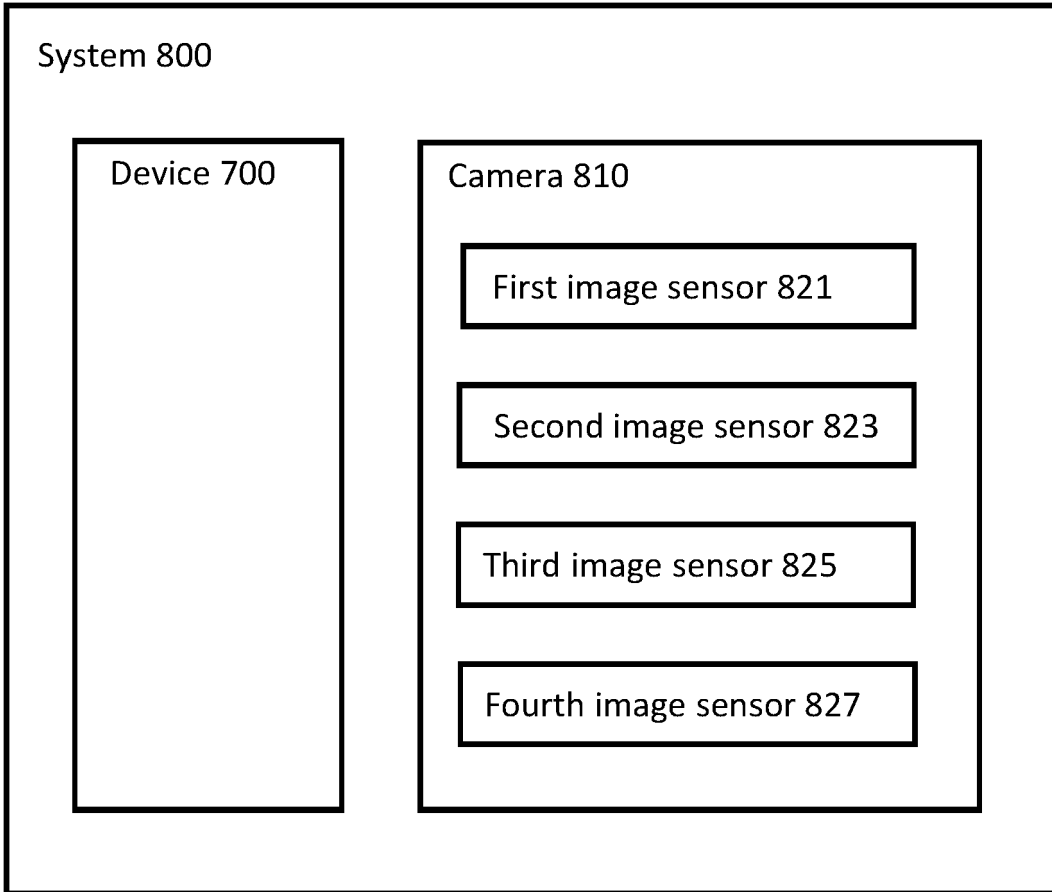 System 800
Device 700
Camera 810
First image sensor 821
Second image sensor 823
Third image sensor 825
Fourth image sensor 827